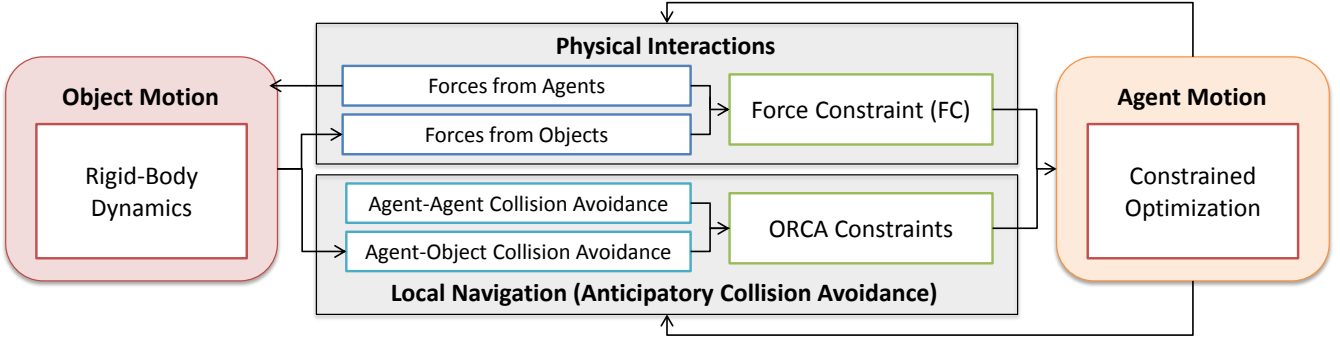 Object Motion
Rigid-Body
Dynamics
Physical Interactions
Forces from Agents
Forces from Objects
Force Constraint (FC)
Agent-Agent Collision Avoidance
Agent-Object Collision Avoidance
ORCA Constraints
Local Navigation (Anticipatory Collision Avoidance)
Agent Motion
Constrained
Optimization